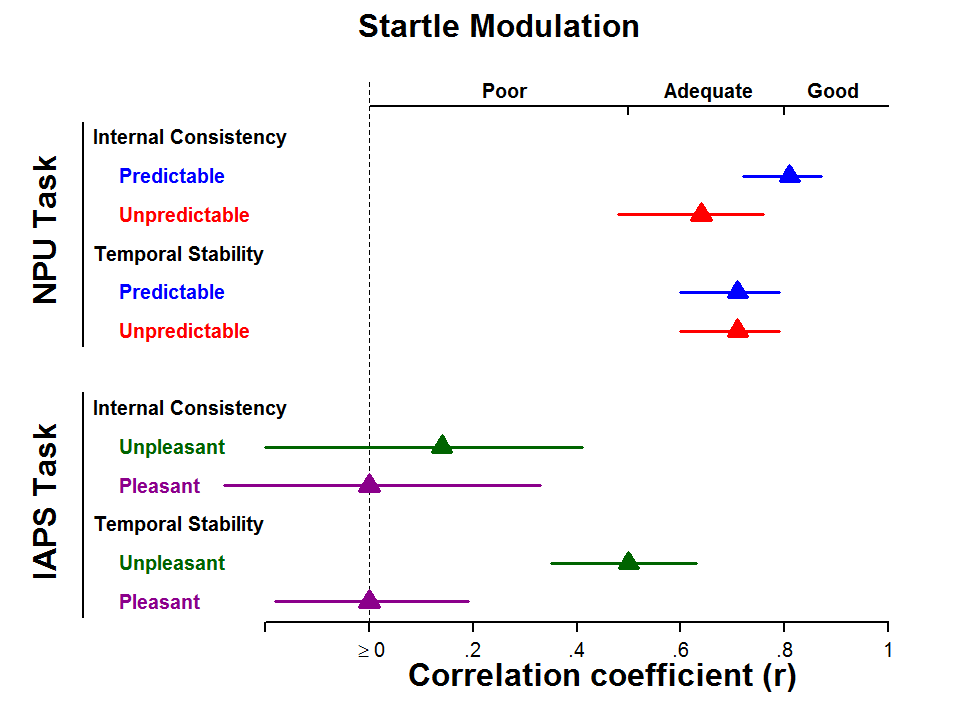 Startle Modulation
Poor Adequate Good
NPU Task
Internal Consistency
Predictable
Unpredictable
Temporal Stability
Predictable
Unpredictable
IAPS Task
Internal Consistency
Unpleasant
Pleasant
Temporal Stability
Unpleasant
Pleasant
≥ 0 .2 .4 .6 .8 1
Correlation coefficient (r)